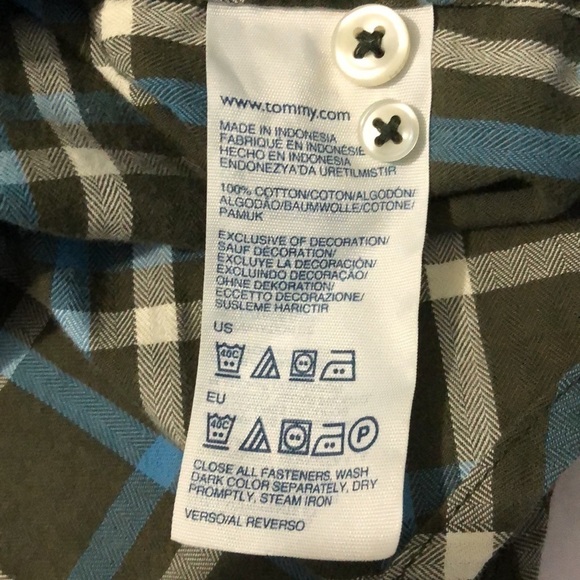 www.tommy.com
MADE IN INDONESIA
FABRIQUÉ EN INDONÉSIE
HECHO EN INDONESIA
ENDONEZYA'DA URETILMISTIR
100% COTTON/COTON/ALGODÓN/
ALGODÃO/BAUMWOLLE/COTONE/
PAMUK
EXCLUSIVE OF DECORATION/
SAUF DÉCORATION/
EXCLUYE LA DECORACIÓN/
EXCLUINDO DECORAÇÃO/
OHNE DEKORATION/
ECCETTO DECORAZIONE/
SUSLEME HARICTIR
US
40C
EU
40C P
CLOSE ALL FASTENERS, WASH
DARK COLOR SEPARATELY, DRY
PROMPTLY, STEAM IRON
VERSO/AL REVERSO